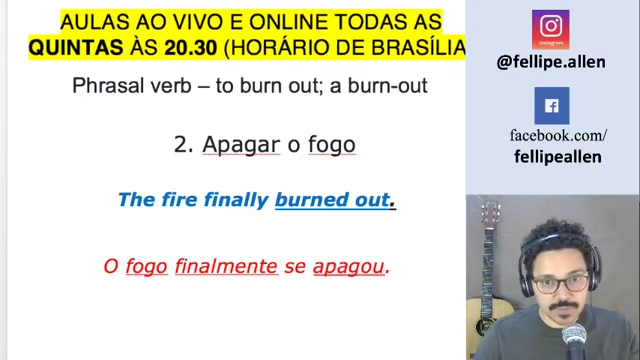 AULAS AO VIVO E ONLINE TODAS AS
QUINTAS ÀS 20.30 (HORÁRIO DE BRASÍLIA
Phrasal verb – to burn out; a burn-out
2. Apagar o fogo
The fire finally burned out.
O fogo finalmente se apagou.
Instagram
@fellipe.allen
facebook.com/
fellipeallen